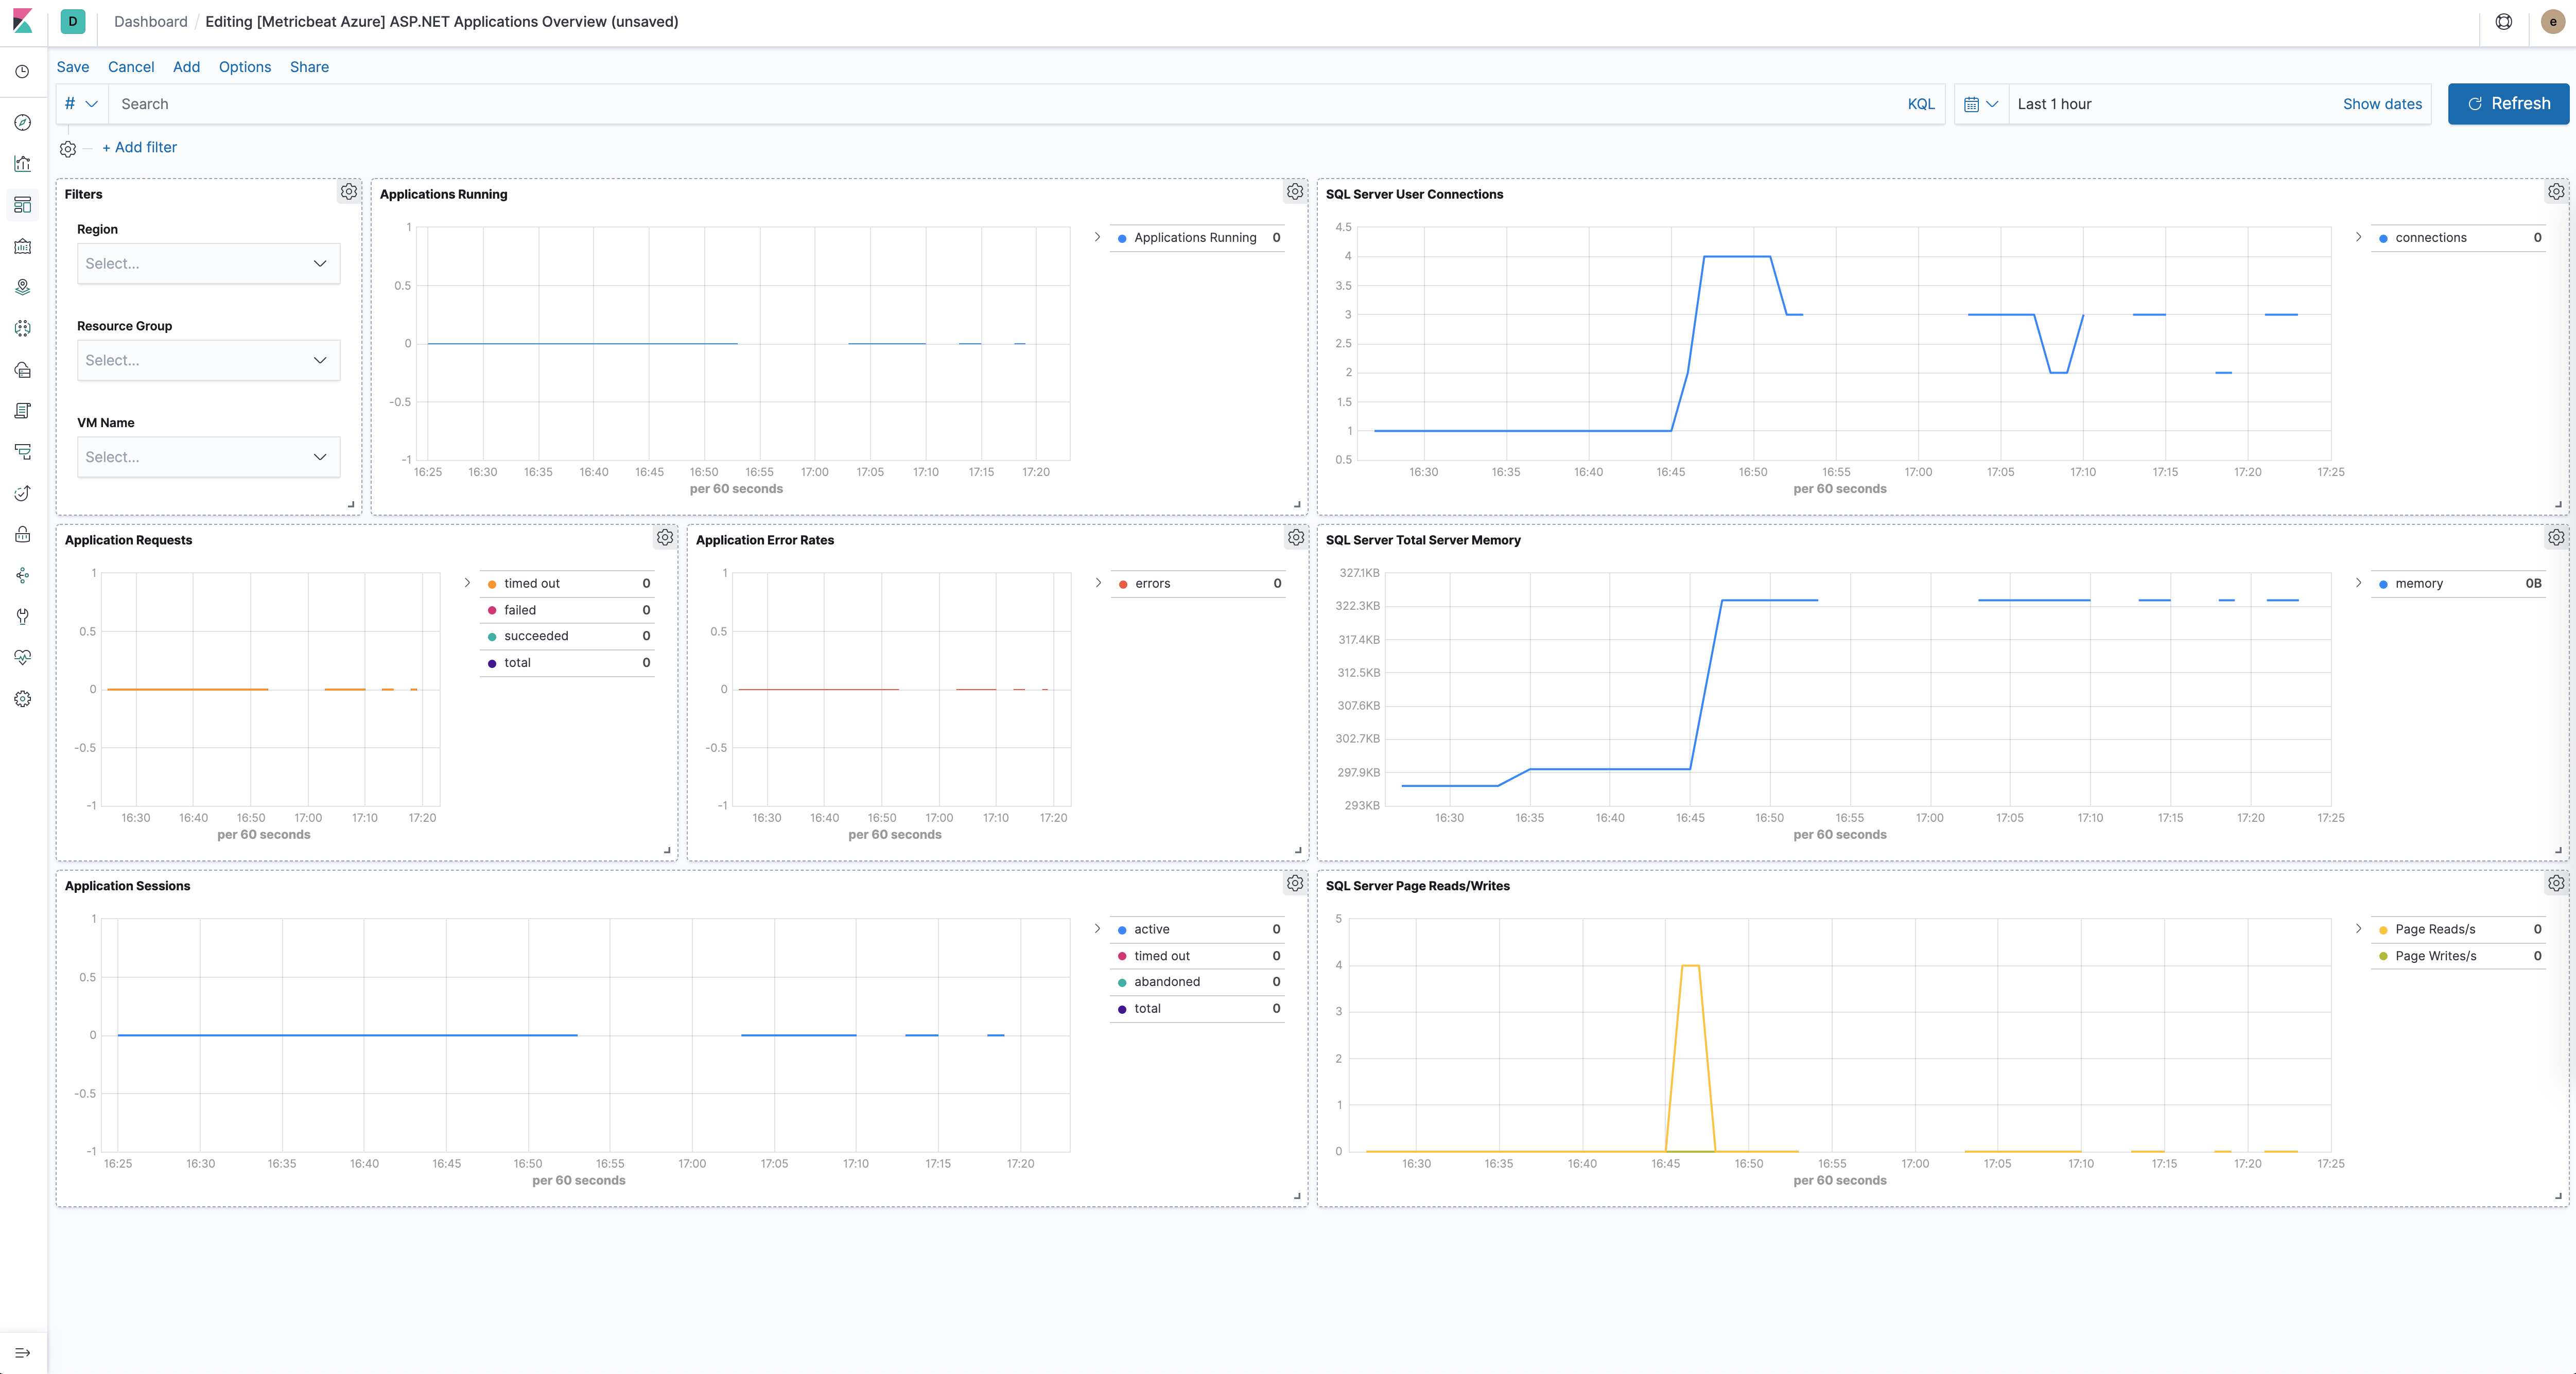 D Dashboard / Editing [Metricbeat Azure] ASP.NET Applications Overview (unsaved) e
Save Cancel Add Options Share
# Search KQL Last 1 hour Show dates Refresh
+ Add filter
Filters
Region
Select...
Resource Group
Select...
VM Name
Select...
Applications Running
1
0.5
0
-0.5
-1
16:25 16:30 16:35 16:40 16:45 16:50 16:55 17:00 17:05 17:10 17:15 17:20
per 60 seconds
Applications Running 0
SQL Server User Connections
4.5
4
3.5
3
2.5
2
1.5
1
0.5
16:30 16:35 16:40 16:45 16:50 16:55 17:00 17:05 17:10 17:15 17:20 17:25
per 60 seconds
connections 0
Application Requests
1
0.5
0
-0.5
-1
16:30 16:40 16:50 17:00 17:10 17:20
per 60 seconds
timed out 0
failed 0
succeeded 0
total 0
Application Error Rates
1
0.5
0
-0.5
-1
16:30 16:40 16:50 17:00 17:10 17:20
per 60 seconds
errors 0
SQL Server Total Server Memory
327.1KB
322.3KB
317.4KB
312.5KB
307.6KB
302.7KB
297.9KB
293KB
16:30 16:35 16:40 16:45 16:50 16:55 17:00 17:05 17:10 17:15 17:20 17:25
per 60 seconds
memory 0B
Application Sessions
1
0.5
0
-0.5
-1
16:25 16:30 16:35 16:40 16:45 16:50 16:55 17:00 17:05 17:10 17:15 17:20
per 60 seconds
active 0
timed out 0
abandoned 0
total 0
SQL Server Page Reads/Writes
5
4
3
2
1
0
16:30 16:35 16:40 16:45 16:50 16:55 17:00 17:05 17:10 17:15 17:20 17:25
per 60 seconds
Page Reads/s 0
Page Writes/s 0